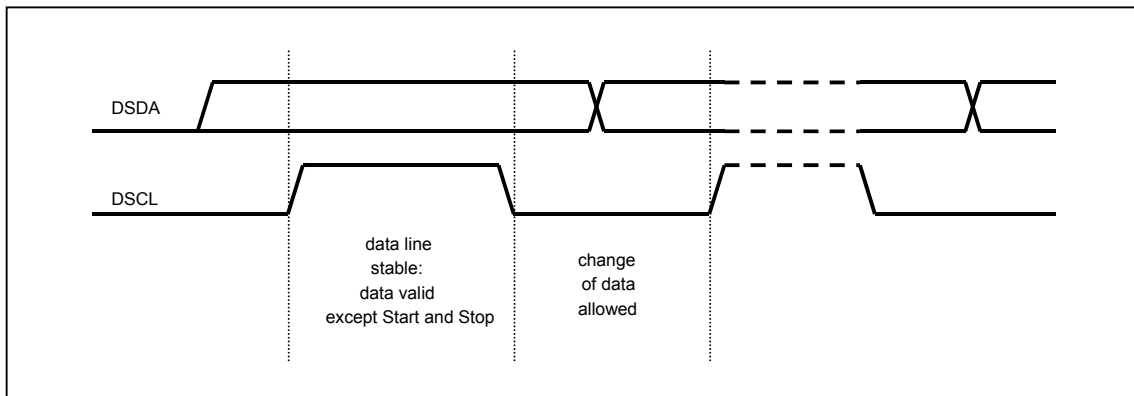 DSDA
DSCL
data line
stable:
data valid
except Start and Stop
change
of data
allowed